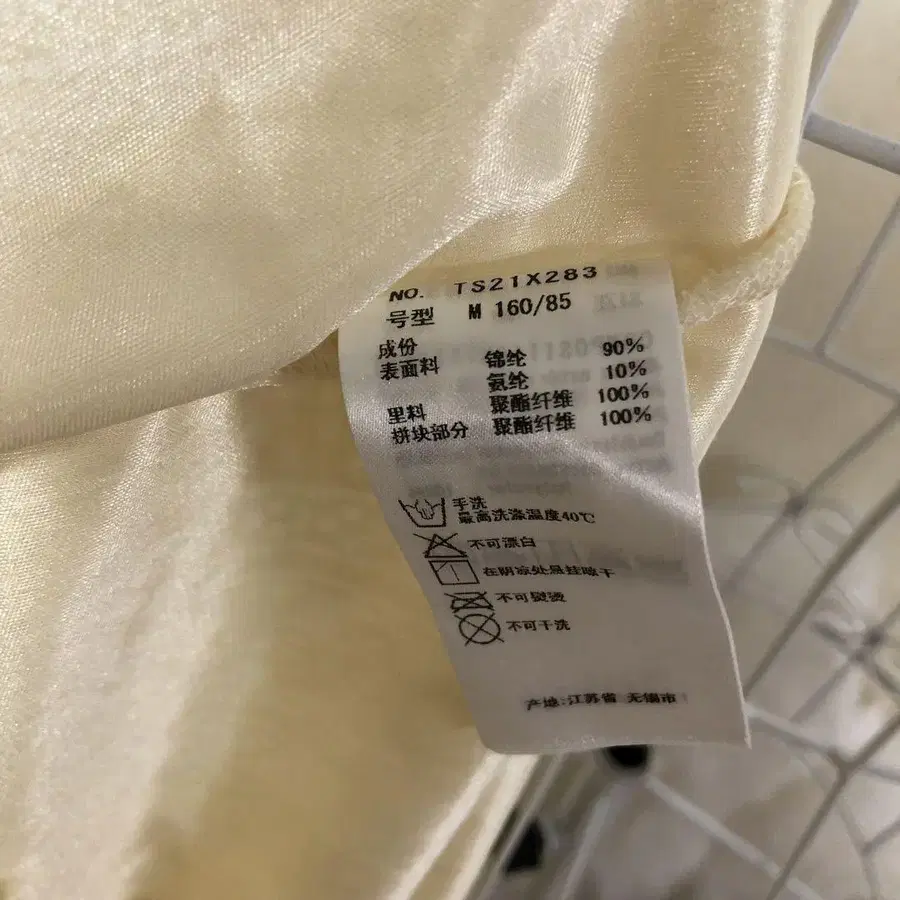 NO. TS21X283
号型 M 160/85
成份
表面料 锦纶 90%
氨纶 10%
里料 聚酯纤维 100%
拼块部分 聚酯纤维 100%
手洗
最高洗涤温度40℃
不可漂白
在阴凉处悬挂晾干
不可熨烫
不可干洗
产地:江苏省 无锡市